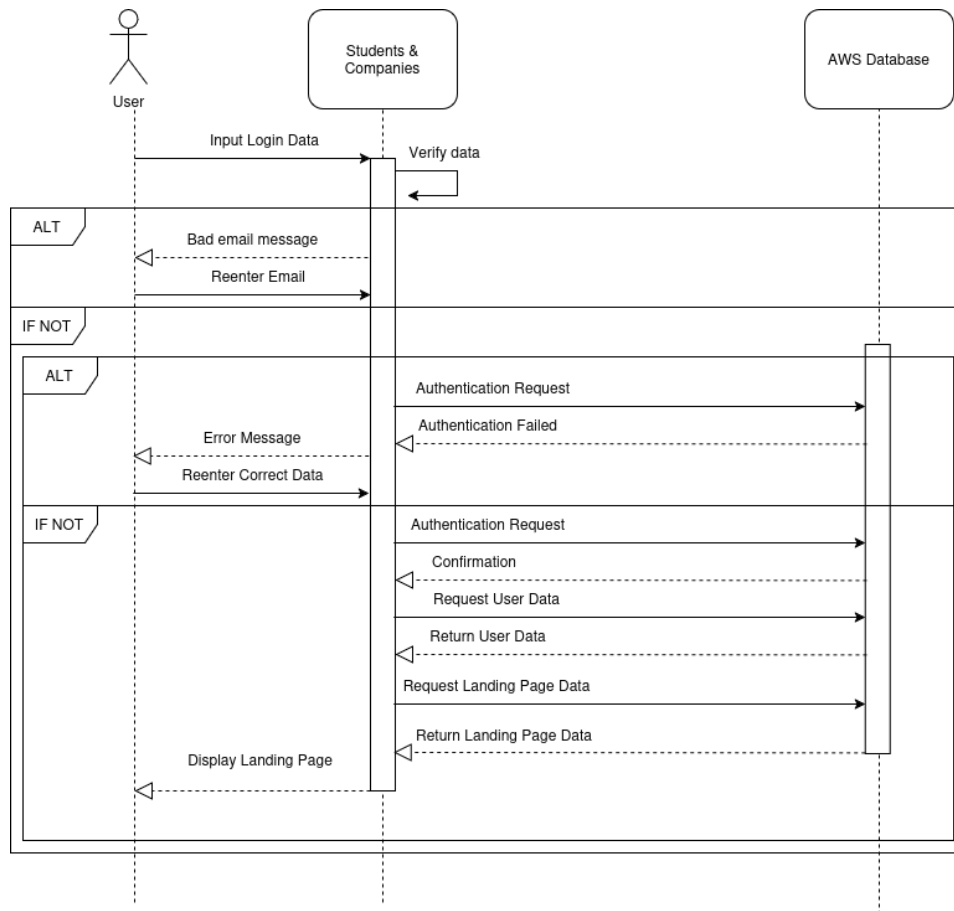 Students &
Companies
AWS Database
User
Input Login Data
Verify data
ALT
Bad email message
Reenter Email
IF NOT
ALT
Authentication Request
Authentication Failed
Error Message
Reenter Correct Data
IF NOT
Authentication Request
Confirmation
Request User Data
Return User Data
Request Landing Page Data
Return Landing Page Data
Display Landing Page